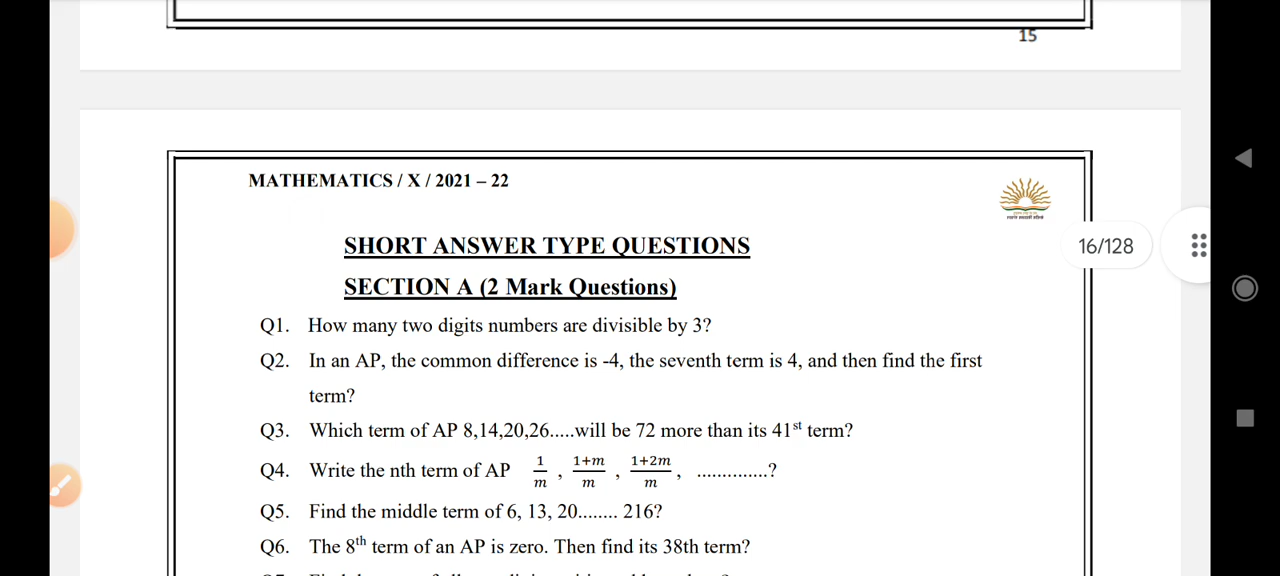 15
MATHEMATICS / X / 2021 – 22
16/128
SHORT ANSWER TYPE QUESTIONS
SECTION A (2 Mark Questions)
Q1. How many two digits numbers are divisible by 3?
Q2. In an AP, the common difference is -4, the seventh term is 4, and then find the first
term?
Q3. Which term of AP 8,14,20,26.....will be 72 more than its 41st term?
Q4. Write the nth term of AP 1/m , 1+m/m , 1+2m/m , .............?
Q5. Find the middle term of 6, 13, 20........ 216?
Q6. The 8th term of an AP is zero. Then find its 38th term?